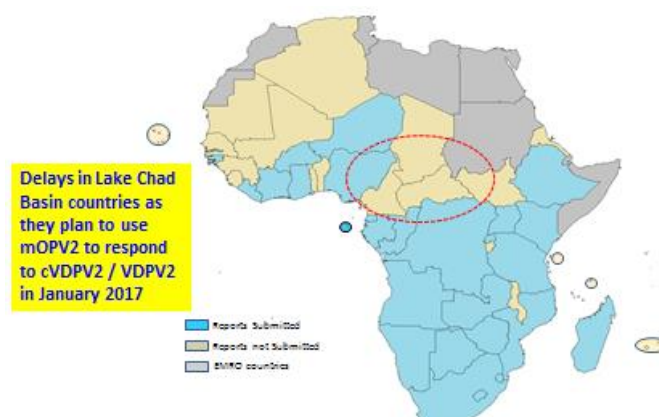 Delays in Lake Chad
Basin countries as
they plan to use
mOPV2 to respond
to cVDPV2 / VDPV2
in January 2017
Reports Submitted
Reports not Submitted
EMRO countries